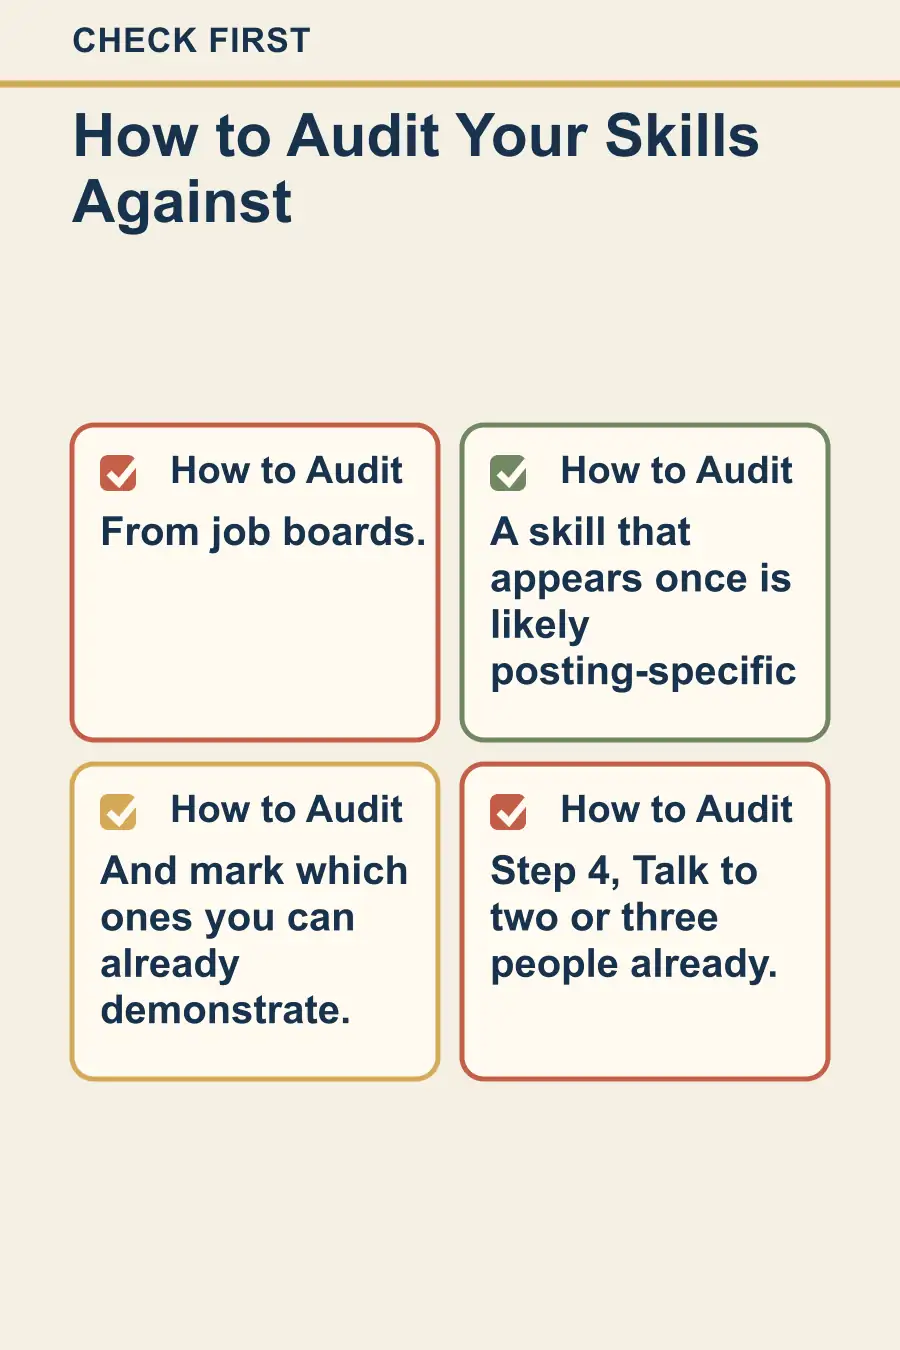 CHECK FIRST
How to Audit Your Skills
Against
How to Audit
From job boards.
How to Audit
A skill that
appears once is
likely
posting-specific
How to Audit
And mark which
ones you can
already
demonstrate.
How to Audit
Step 4, Talk to
two or three
people already.